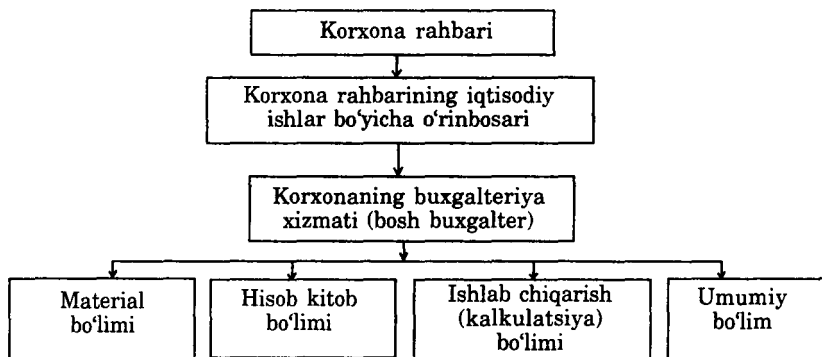 Korxona rahbari
Korxona rahbarining iqtisodiy
ishlar bo‘yicha o‘rinbosari
Korxonaning buxgalteriya
xizmati (bosh buxgalter)
Material
bo‘limi
Hisob kitob
bo‘limi
Ishlab chiqarish
(kalkulatsiya)
bo‘limi
Umumiy
bo‘lim